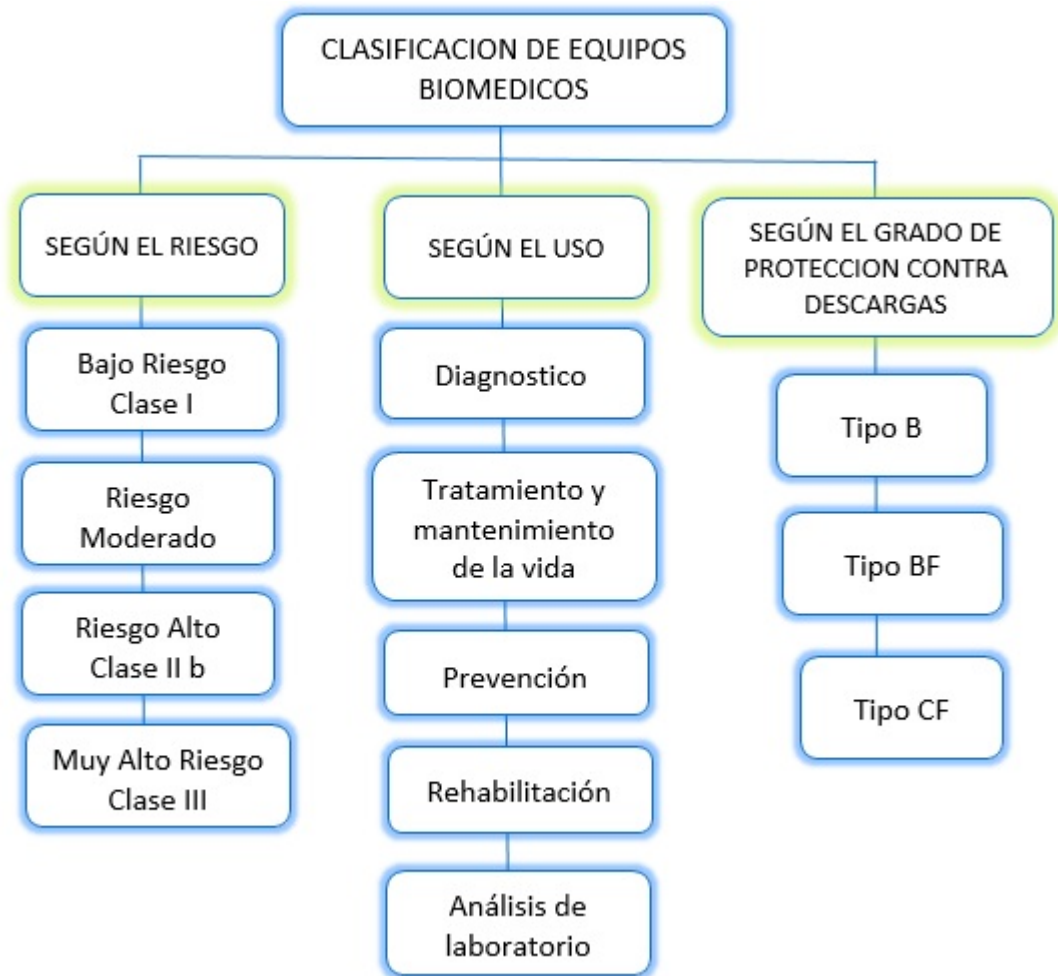 CLASIFICACION DE EQUIPOS
BIOMEDICOS
SEGÚN EL RIESGO
Bajo Riesgo
Clase I
Riesgo
Moderado
Riesgo Alto
Clase II b
Muy Alto Riesgo
Clase III
SEGÚN EL USO
Diagnostico
Tratamiento y
mantenimiento
de la vida
Prevención
Rehabilitación
Análisis de
laboratorio
SEGÚN EL GRADO DE
PROTECCION CONTRA
DESCARGAS
Tipo B
Tipo BF
Tipo CF